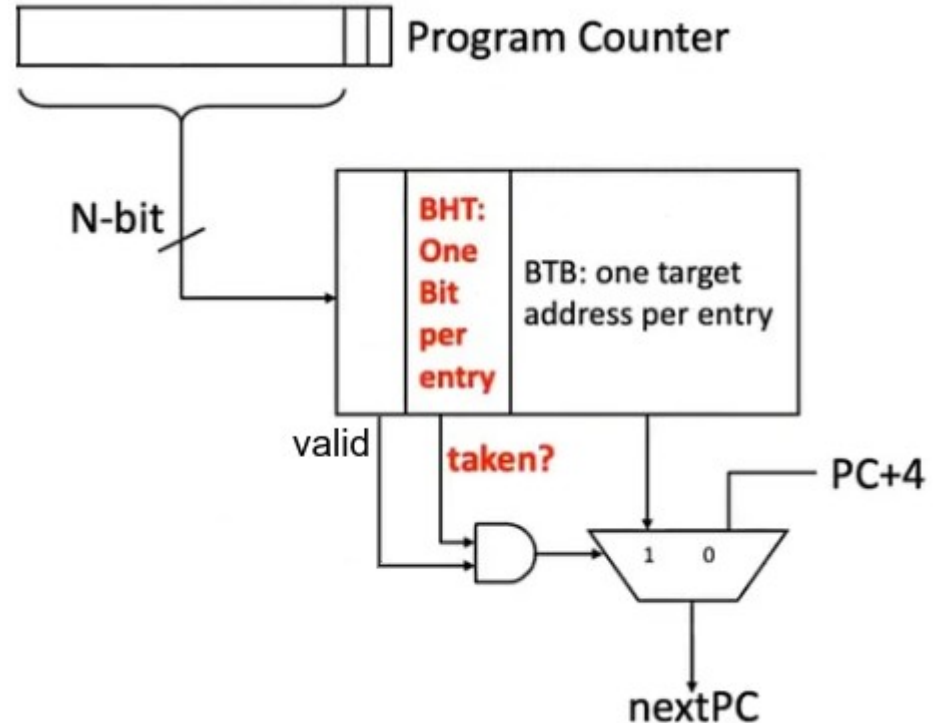 Program Counter
N-bit
BHT:
One
Bit
per
entry
BTB: one target
address per entry
valid
taken?
PC+4
1 0
nextPC